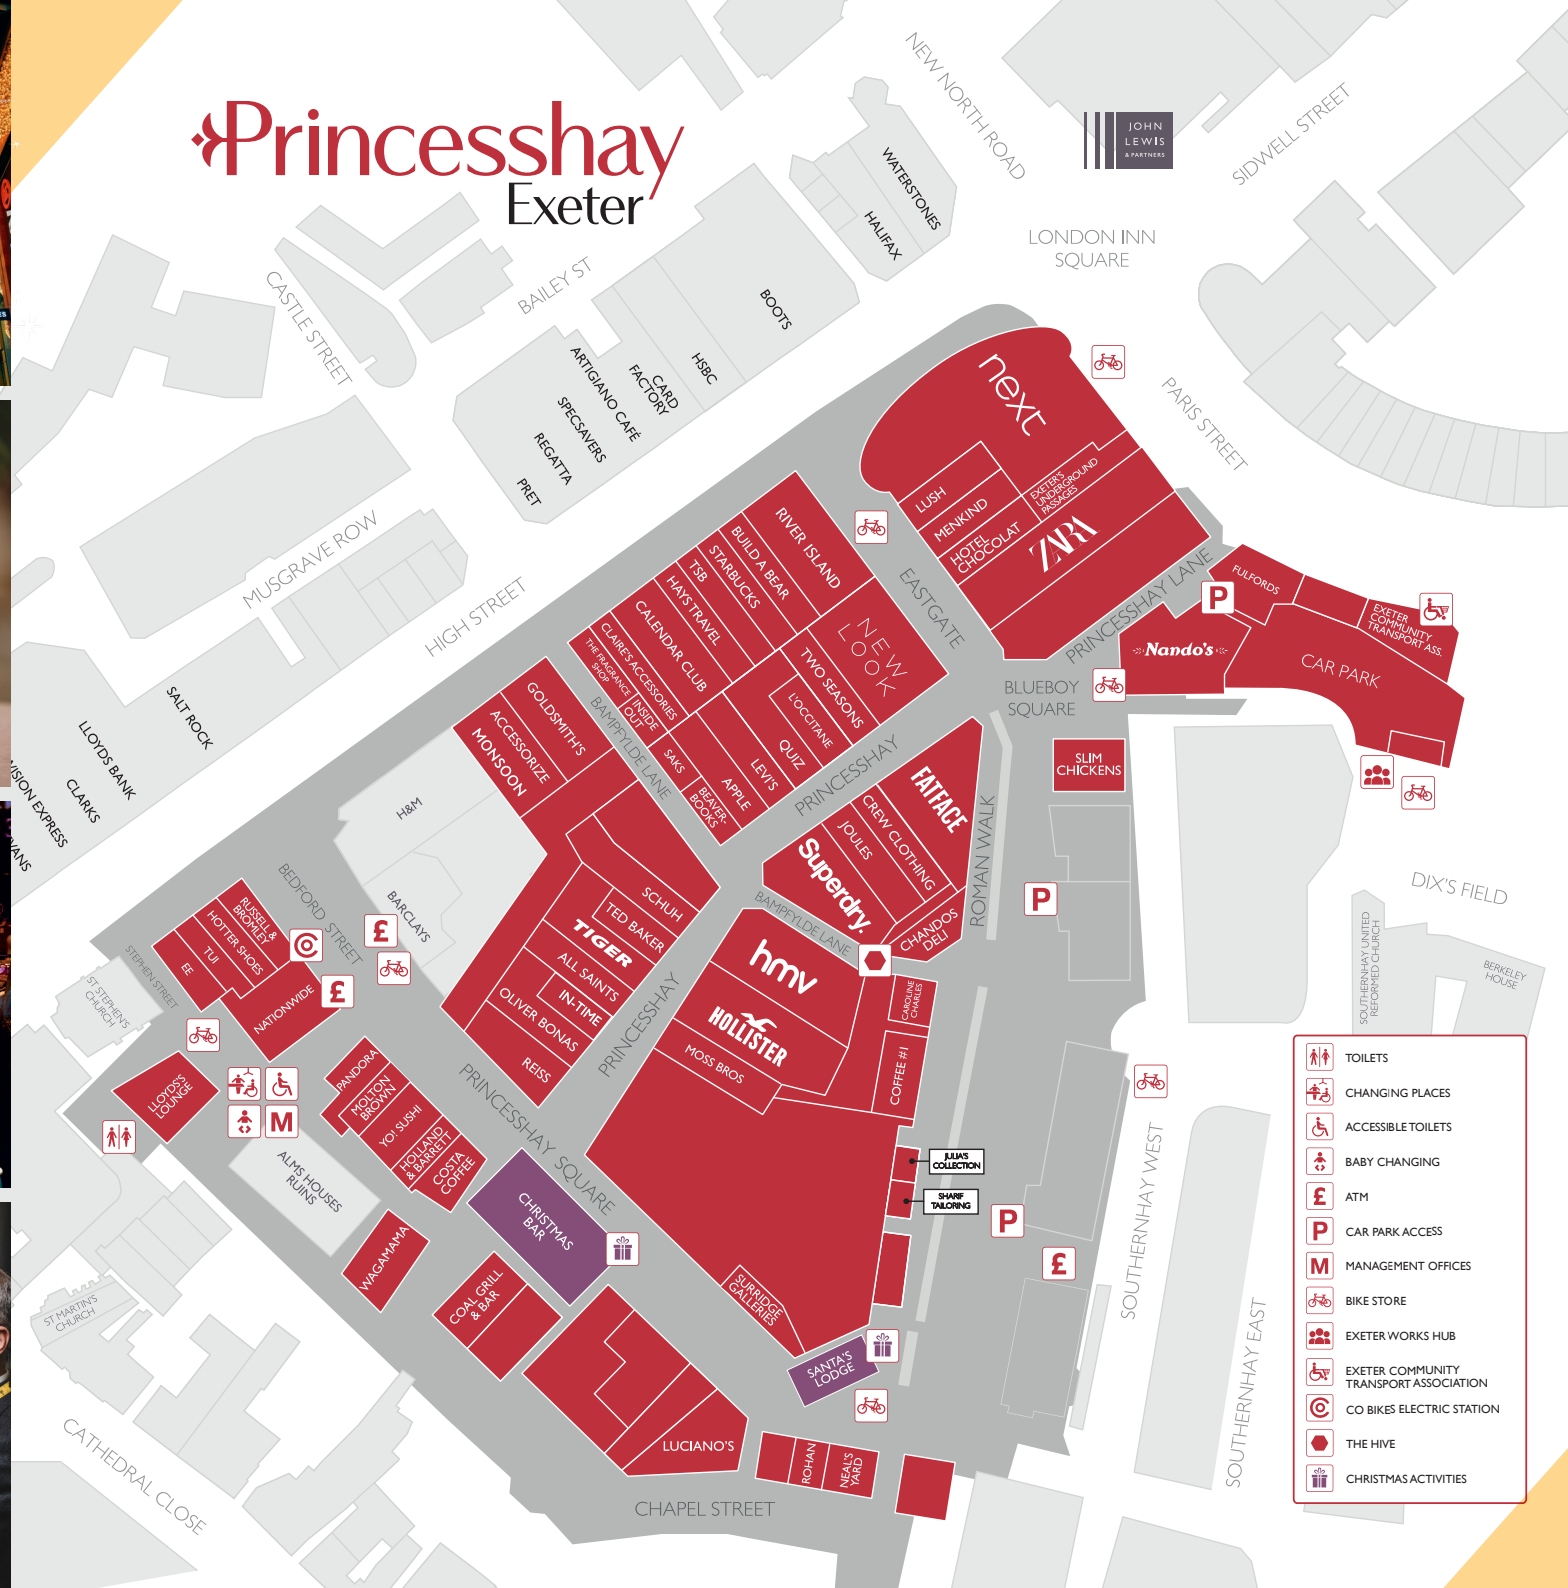 Princesshay
Exeter
NEW NORTH ROAD
JOHN
LEWIS
& PARTNERS
SIDWELL STREET
LONDON INN
SQUARE
WATERSTONES
HALIFAX
CASTLE STREET
BAILEY ST
BOOTS
HSBC
CARD
FACTORY
ARTIGIANO CAFÉ
SPECSAVERS
REGATTA
PRET
PARIS STREET
MUSGRAVE ROW
HIGH STREET
SALT ROCK
LLOYDS BANK
CLARKS
VISION EXPRESS
VANS
next
LUSH
MENKIND
HOTEL
CHOCOLAT
EXETER'S
UNDERGROUND
PASSAGES
ZARA
EASTGATE
PRINCESSHAY LANE
P
FULFORDS
EXETER
COMMUNITY
TRANSPORT ASS.
Nando's
CAR PARK
BLUEBOY
SQUARE
RIVER ISLAND
BUILD A BEAR
STARBUCKS
TSB
HAYS TRAVEL
CALENDAR CLUB
CLAIRE'S ACCESSORIES
THE FRAGRANCE
SHOP
INSIDE
OUT
NEW
LOOK
TWO SEASONS
L'OCCITANE
QUIZ
LEVI'S
APPLE
SAKS
BEAVER-
BOOKS
BAMPFYLDE LANE
PRINCESSHAY
GOLDSMITH'S
ACCESSORIZE
MONSOON
H&M
BARCLAYS
BEDFORD STREET
SLIM
CHICKENS
FATFACE
CREW CLOTHING
JOULES
Superdry.
CHANDOS
DELI
ROMAN WALK
BAMPFYLDE LANE
P
DIX'S FIELD
SOUTHERNHAY UNITED
REFORMED CHURCH
BERKELEY
HOUSE
SCHUH
TED BAKER
TIGER
ALL SAINTS
IN-TIME
OLIVER BONAS
REISS
PRINCESSHAY
RUSSELL &
BROMLEY
HOTTER SHOES
TUI
EE
NATIONWIDE
£
£
STEPHEN STREET
ST STEPHEN'S
CHURCH
hmv
HOLLISTER
MOSS BROS
CAROLINE
CHARLES
COFFEE #1
LLOYD'S
LOUNGE
M
PANDORA
MOLTON
BROWN
YO! SUSHI
HOLLAND
& BARRETT
COSTA
COFFEE
PRINCESSHAY SQUARE
ALMS HOUSES
RUINS
CHRISTMAS
BAR
WAGAMAMA
COAL GRILL
& BAR
JULIA'S
COLLECTION
SHARIF
TAILORING
P
£
SOUTHERNHAY WEST
SOUTHERNHAY EAST
SURRIDGE
GALLERIES
SANTA'S
LODGE
ST MARTIN'S
CHURCH
CATHEDRAL CLOSE
LUCIANO'S
ROHAN
NEAL'S
YARD
CHAPEL STREET
TOILETS
CHANGING PLACES
ACCESSIBLE TOILETS
BABY CHANGING
£ ATM
P CAR PARK ACCESS
M MANAGEMENT OFFICES
BIKE STORE
EXETER WORKS HUB
EXETER COMMUNITY
TRANSPORT ASSOCIATION
CO BIKES ELECTRIC STATION
THE HIVE
CHRISTMAS ACTIVITIES